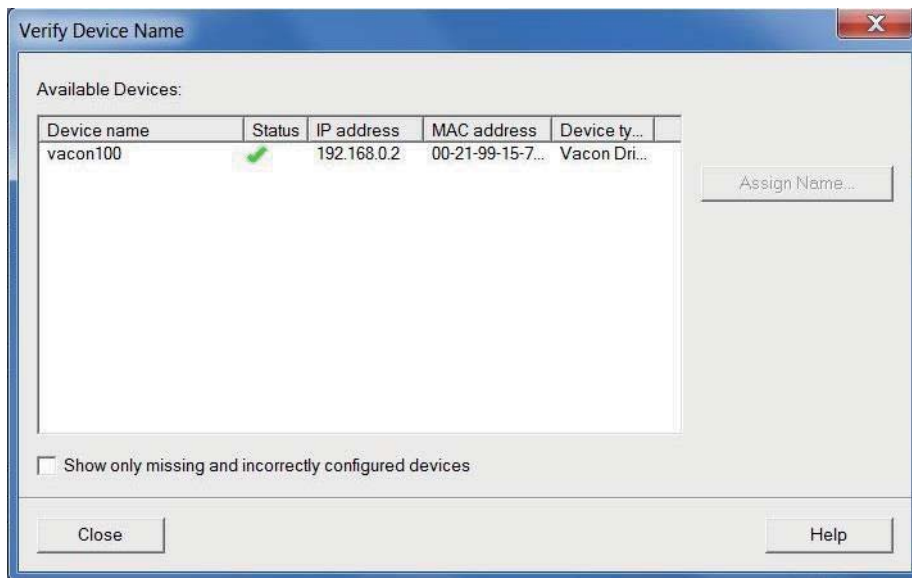 Verify Device Name
Available Devices:
Device name Status IP address MAC address Device ty...
vacon100 192.168.0.2 00-21-99-15-7... Vacon Dri...
Assign Name...
Show only missing and incorrectly configured devices
Close Help